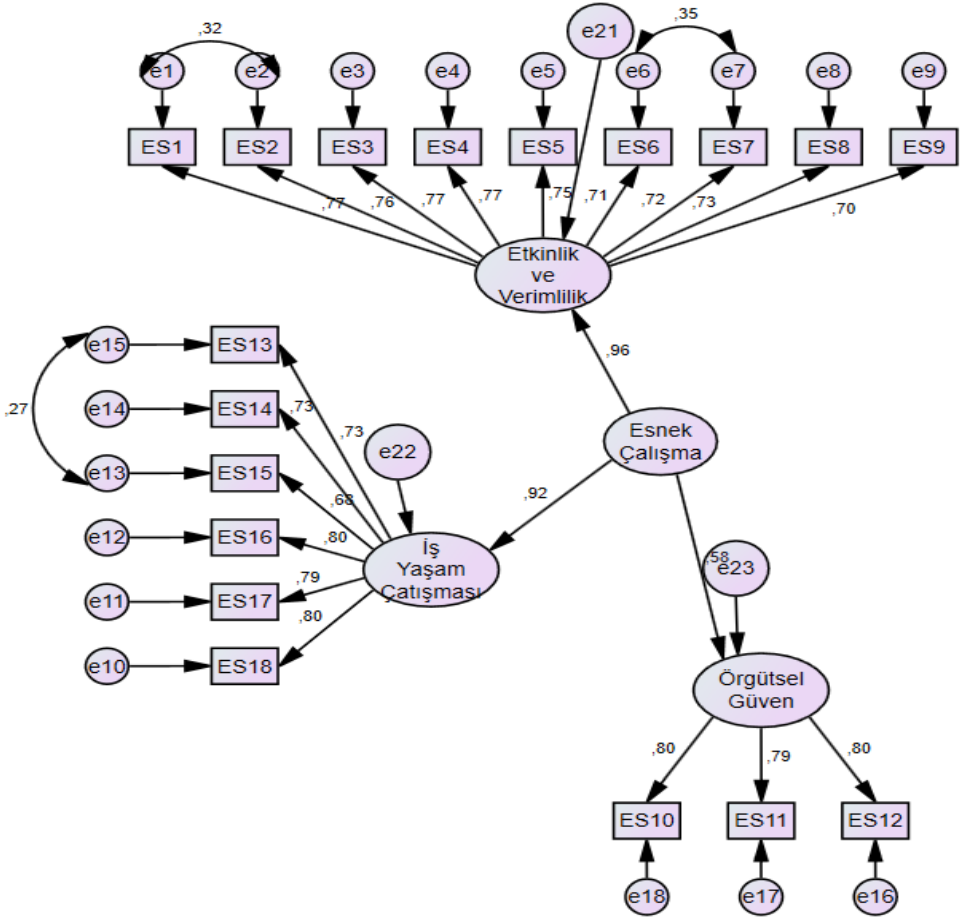 ,32
,35
e21
e1
e2
e3
e4
e5
e6
e7
e8
e9
ES1
ES2
ES3
ES4
ES5
ES6
ES7
ES8
ES9
,77
,76
,77
,77
,75
,71
,72
,73
,70
Etkinlik
ve
Verimlilik
,96
e15
e14
e13
e12
e11
e10
,27
ES13
ES14
ES15
ES16
ES17
ES18
,73
,73
,68
,80
,79
,80
e22
İş
Yaşam
Çatışması
,92
Esnek
Çalışma
,58
e23
Örgütsel
Güven
,80
,79
,80
ES10
ES11
ES12
e18
e17
e16